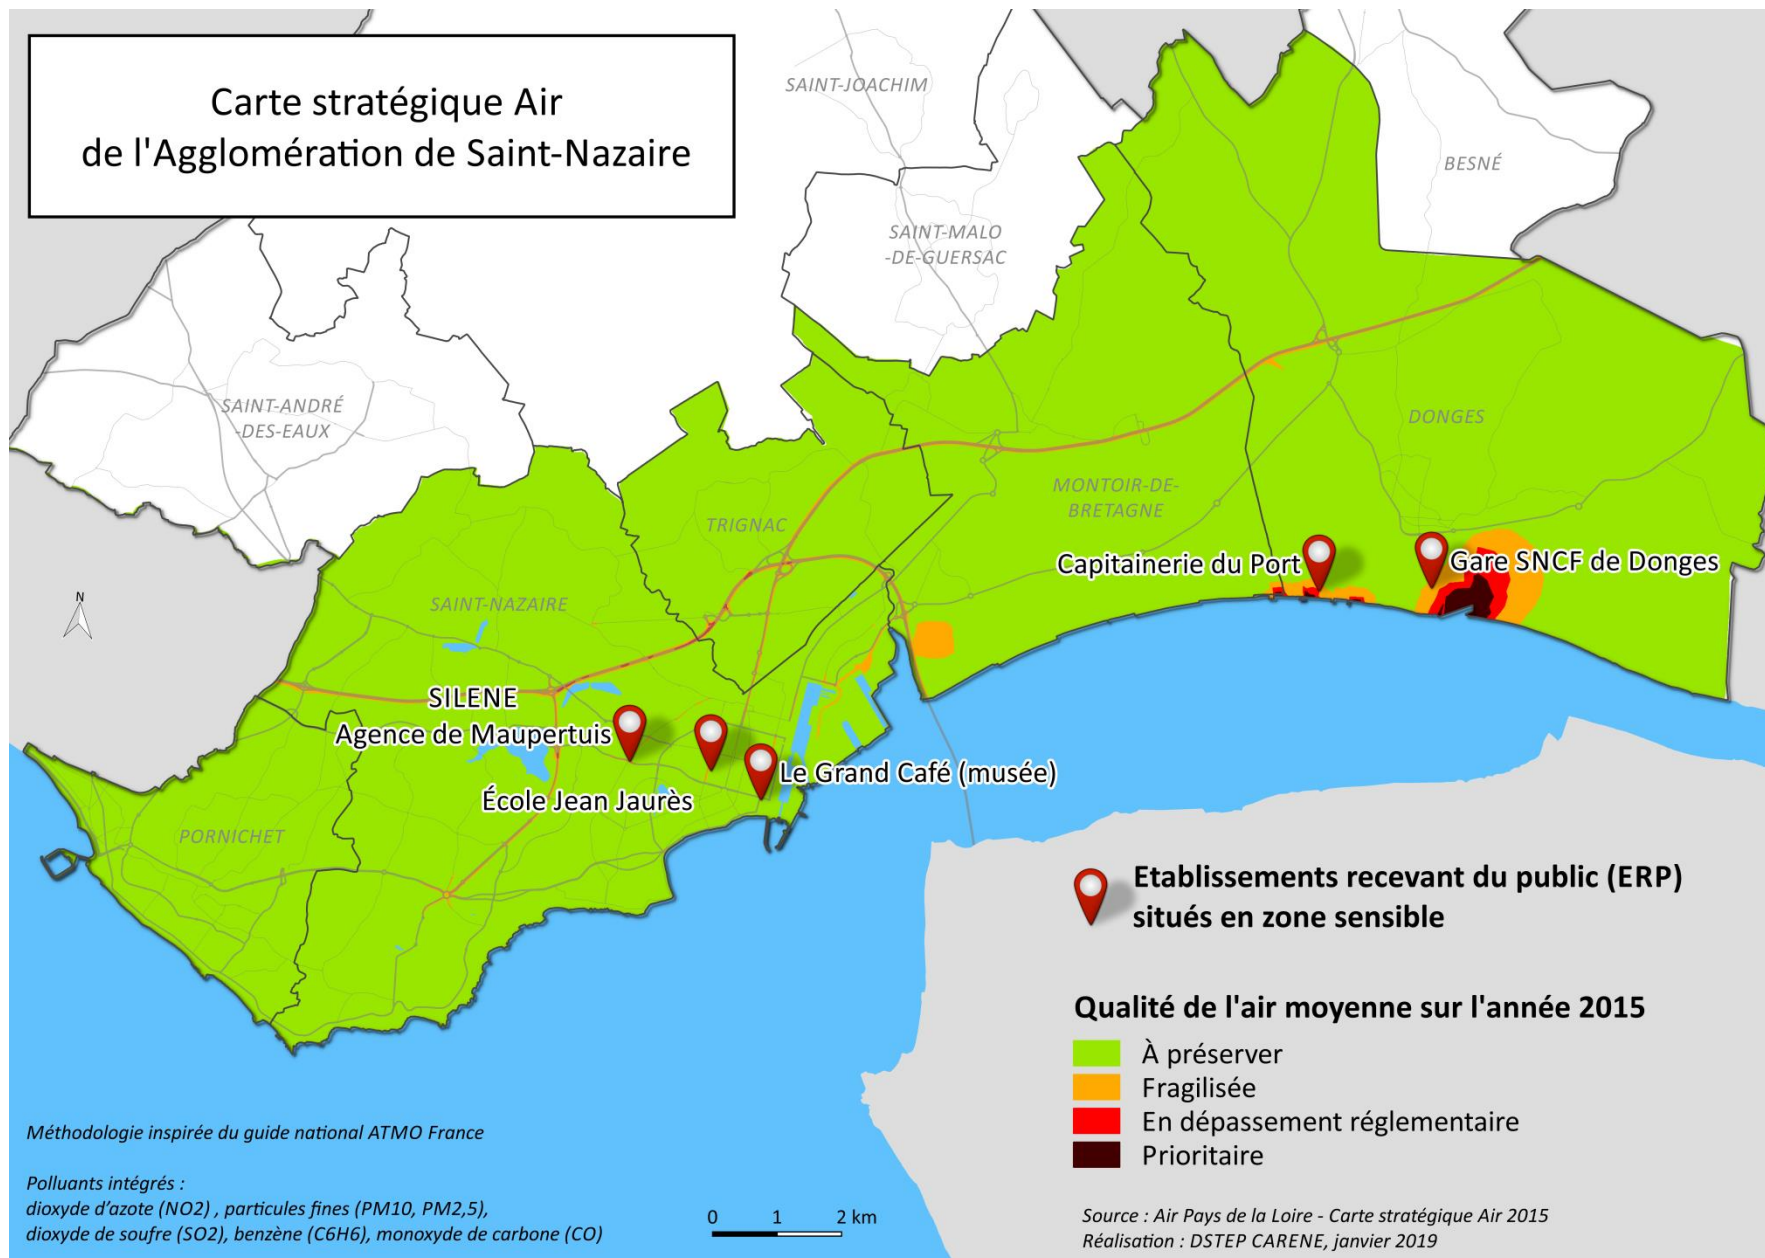 Carte stratégique Air
de l'Agglomération de Saint-Nazaire
SAINT-JOACHIM
BESNÉ
SAINT-MALO
-DE-GUERSAC
SAINT-ANDRÉ
-DES-EAUX
DONGES
MONTOIR-DE-
BRETAGNE
TRIGNAC
Capitainerie du Port
Gare SNCF de Donges
N
SAINT-NAZAIRE
SILENE
Agence de Maupertuis
Le Grand Café (musée)
École Jean Jaurès
PORNICHET
Etablissements recevant du public (ERP)
situés en zone sensible
Qualité de l'air moyenne sur l'année 2015
À préserver
Fragilisée
En dépassement réglementaire
Prioritaire
Méthodologie inspirée du guide national ATMO France
Polluants intégrés :
dioxyde d'azote (NO2) , particules fines (PM10, PM2,5),
dioxyde de soufre (SO2), benzène (C6H6), monoxyde de carbone (CO)
0 1 2 km
Source : Air Pays de la Loire - Carte stratégique Air 2015
Réalisation : DSTEP CARENE, janvier 2019